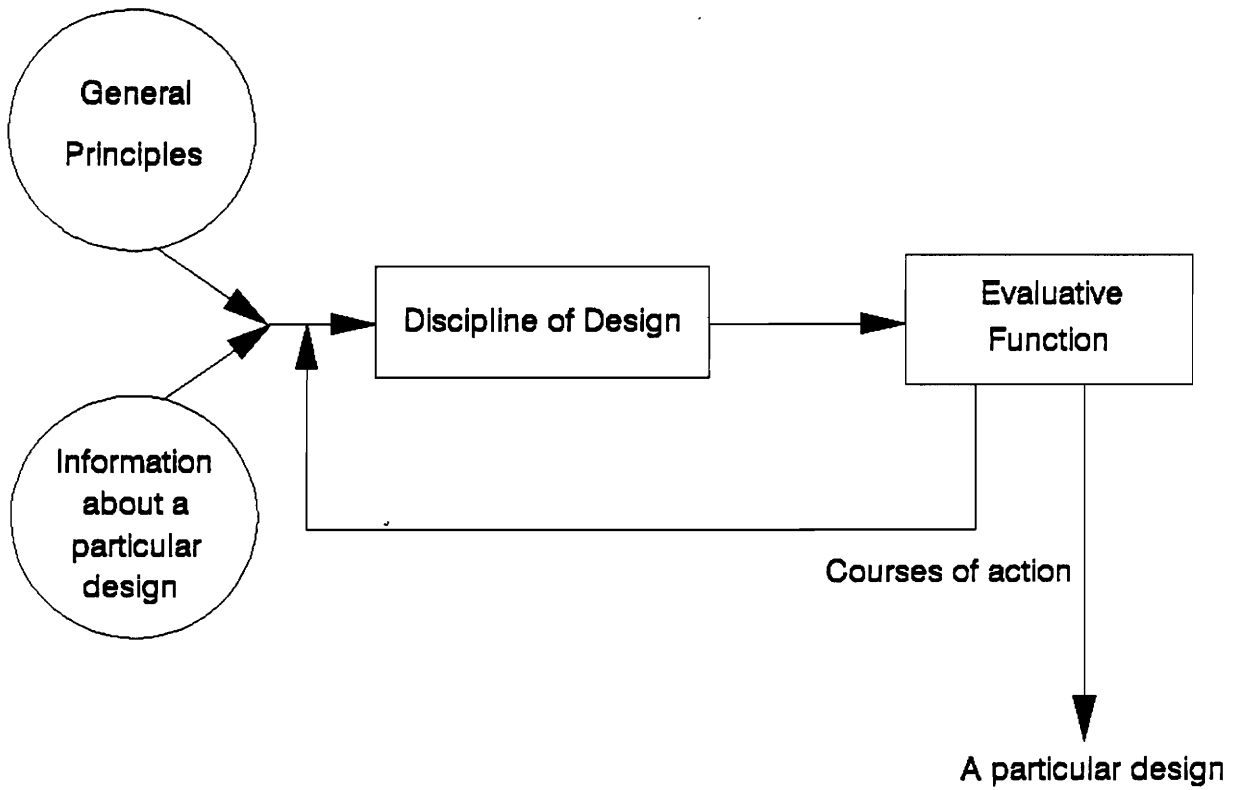 General
Principles
Discipline of Design
Evaluative
Function
Information
about a
particular
design
Courses of action
A particular design